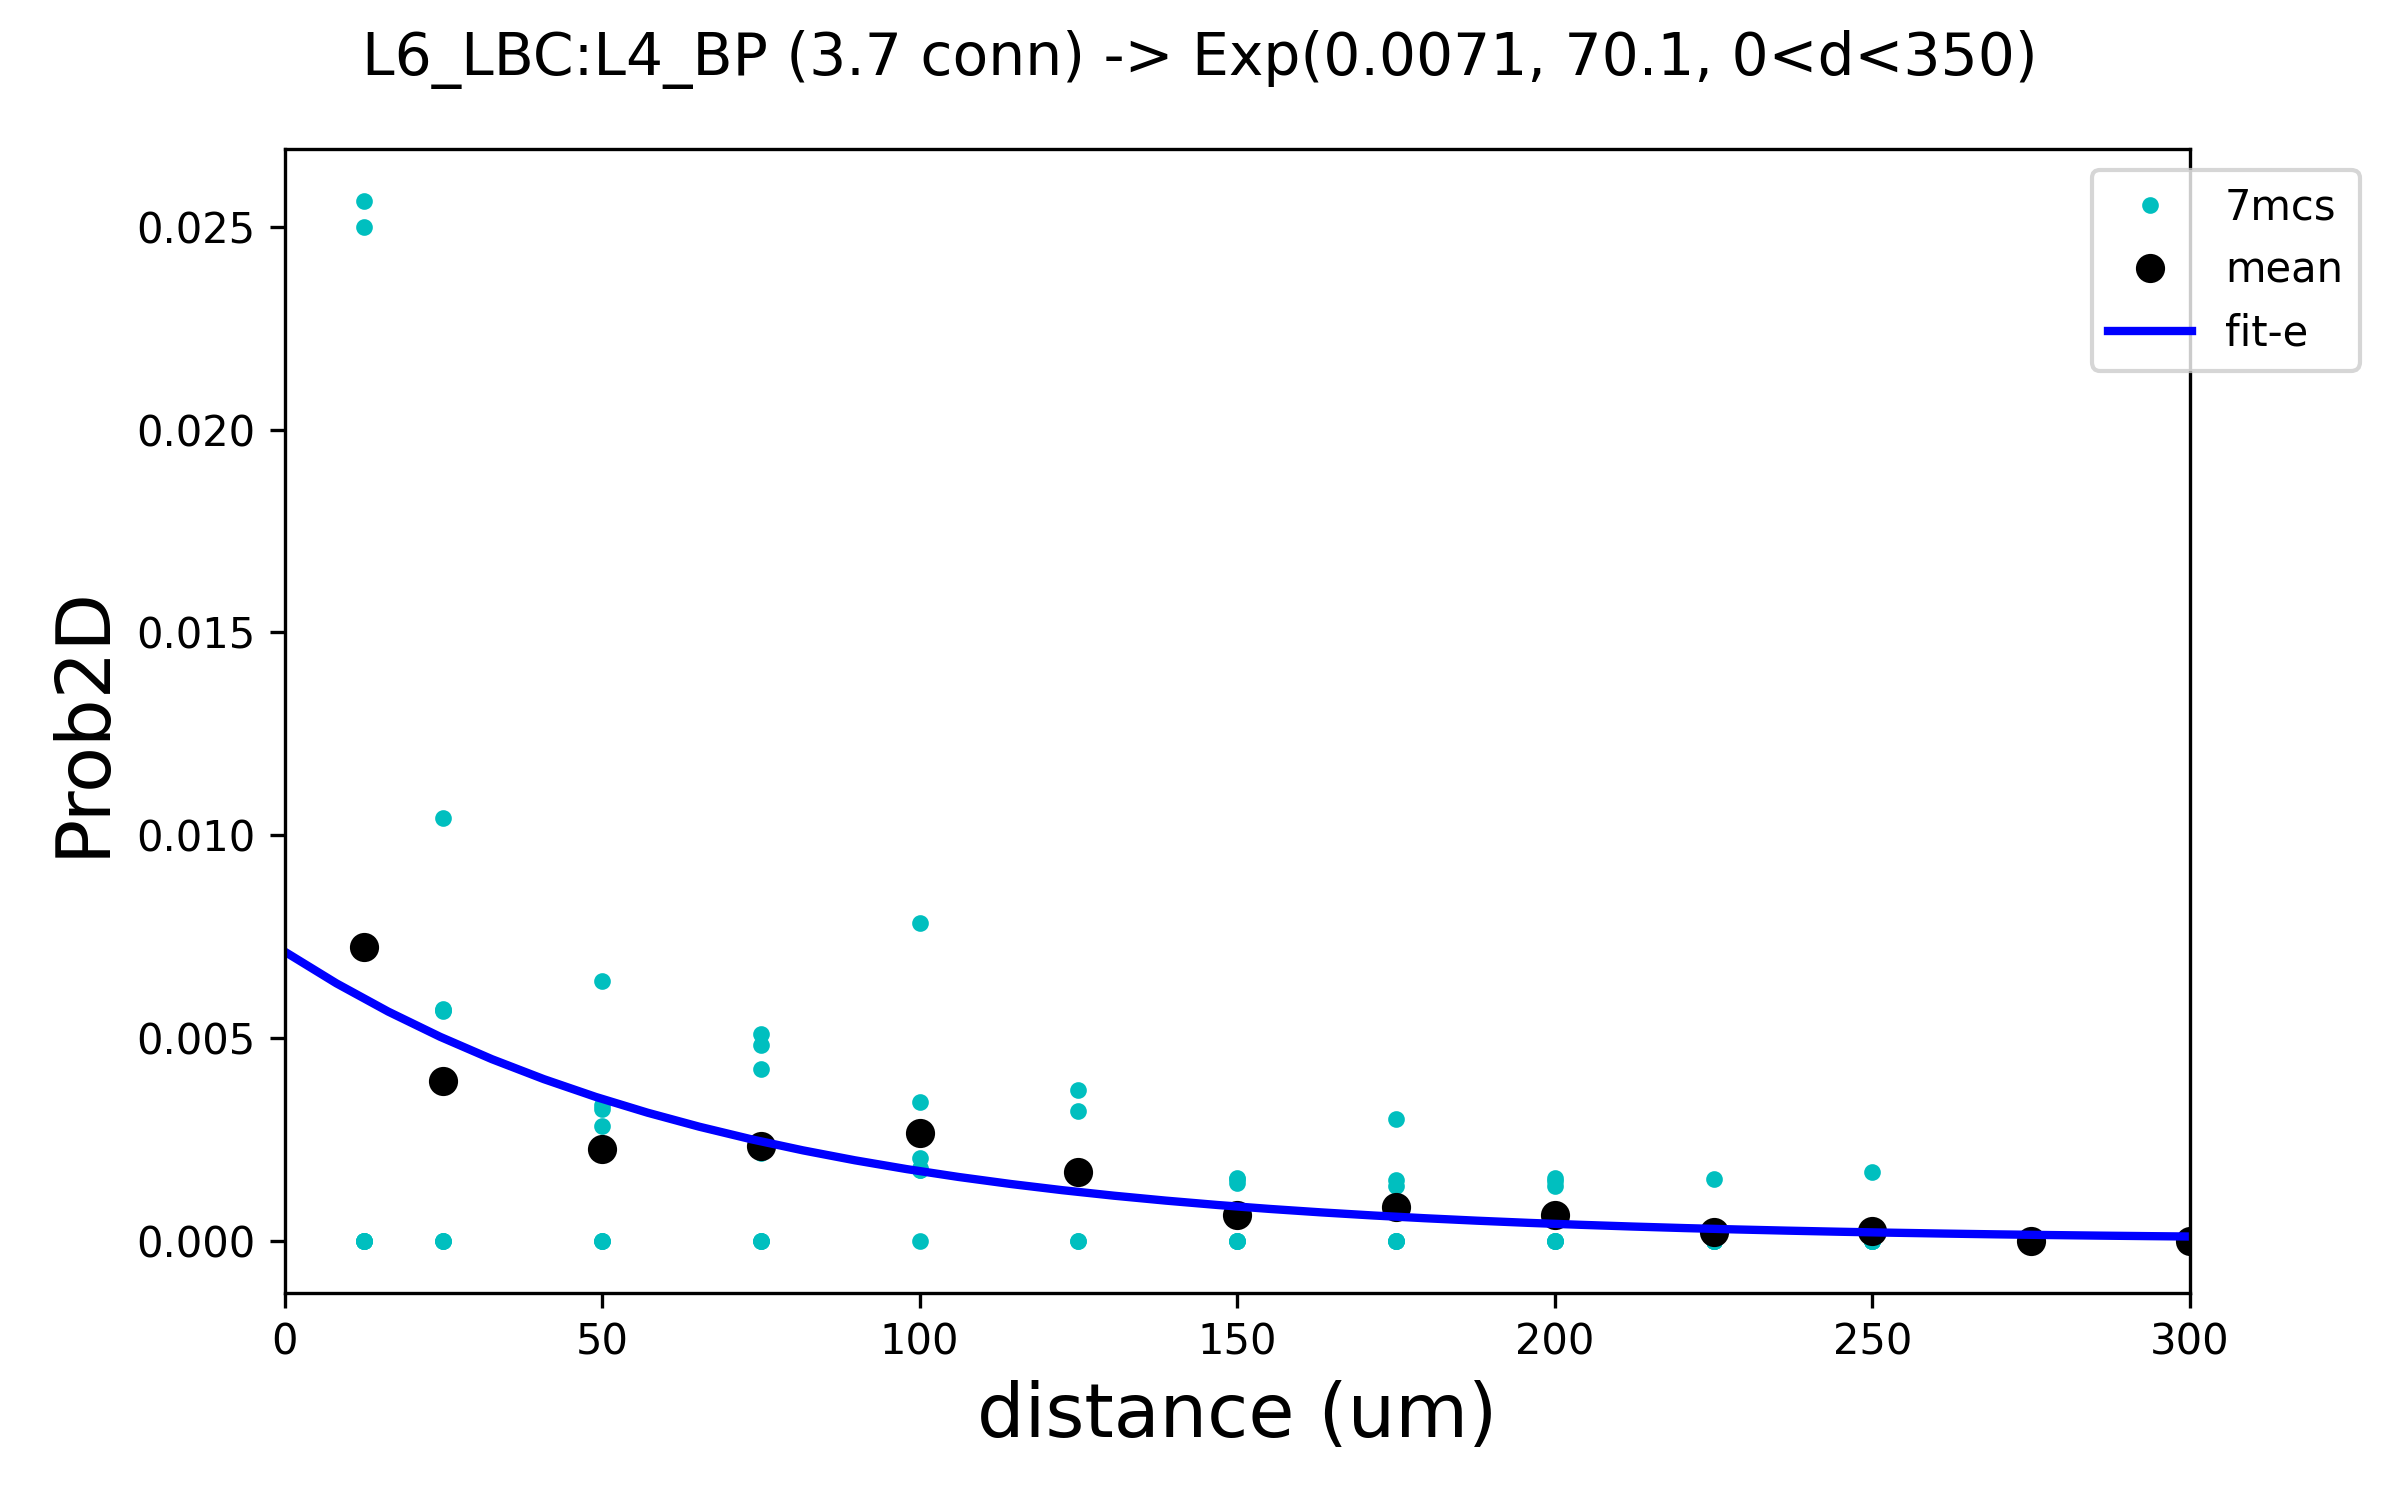 L6_LBC:L4_BP (3.7 conn) -> Exp(0.0071, 70.1, 0<d<350)
7mcs
mean
fit-e
0.025
0.020
0.015
0.010
0.005
0.000
Prob2D
0 50 100 150 200 250 300
distance (um)